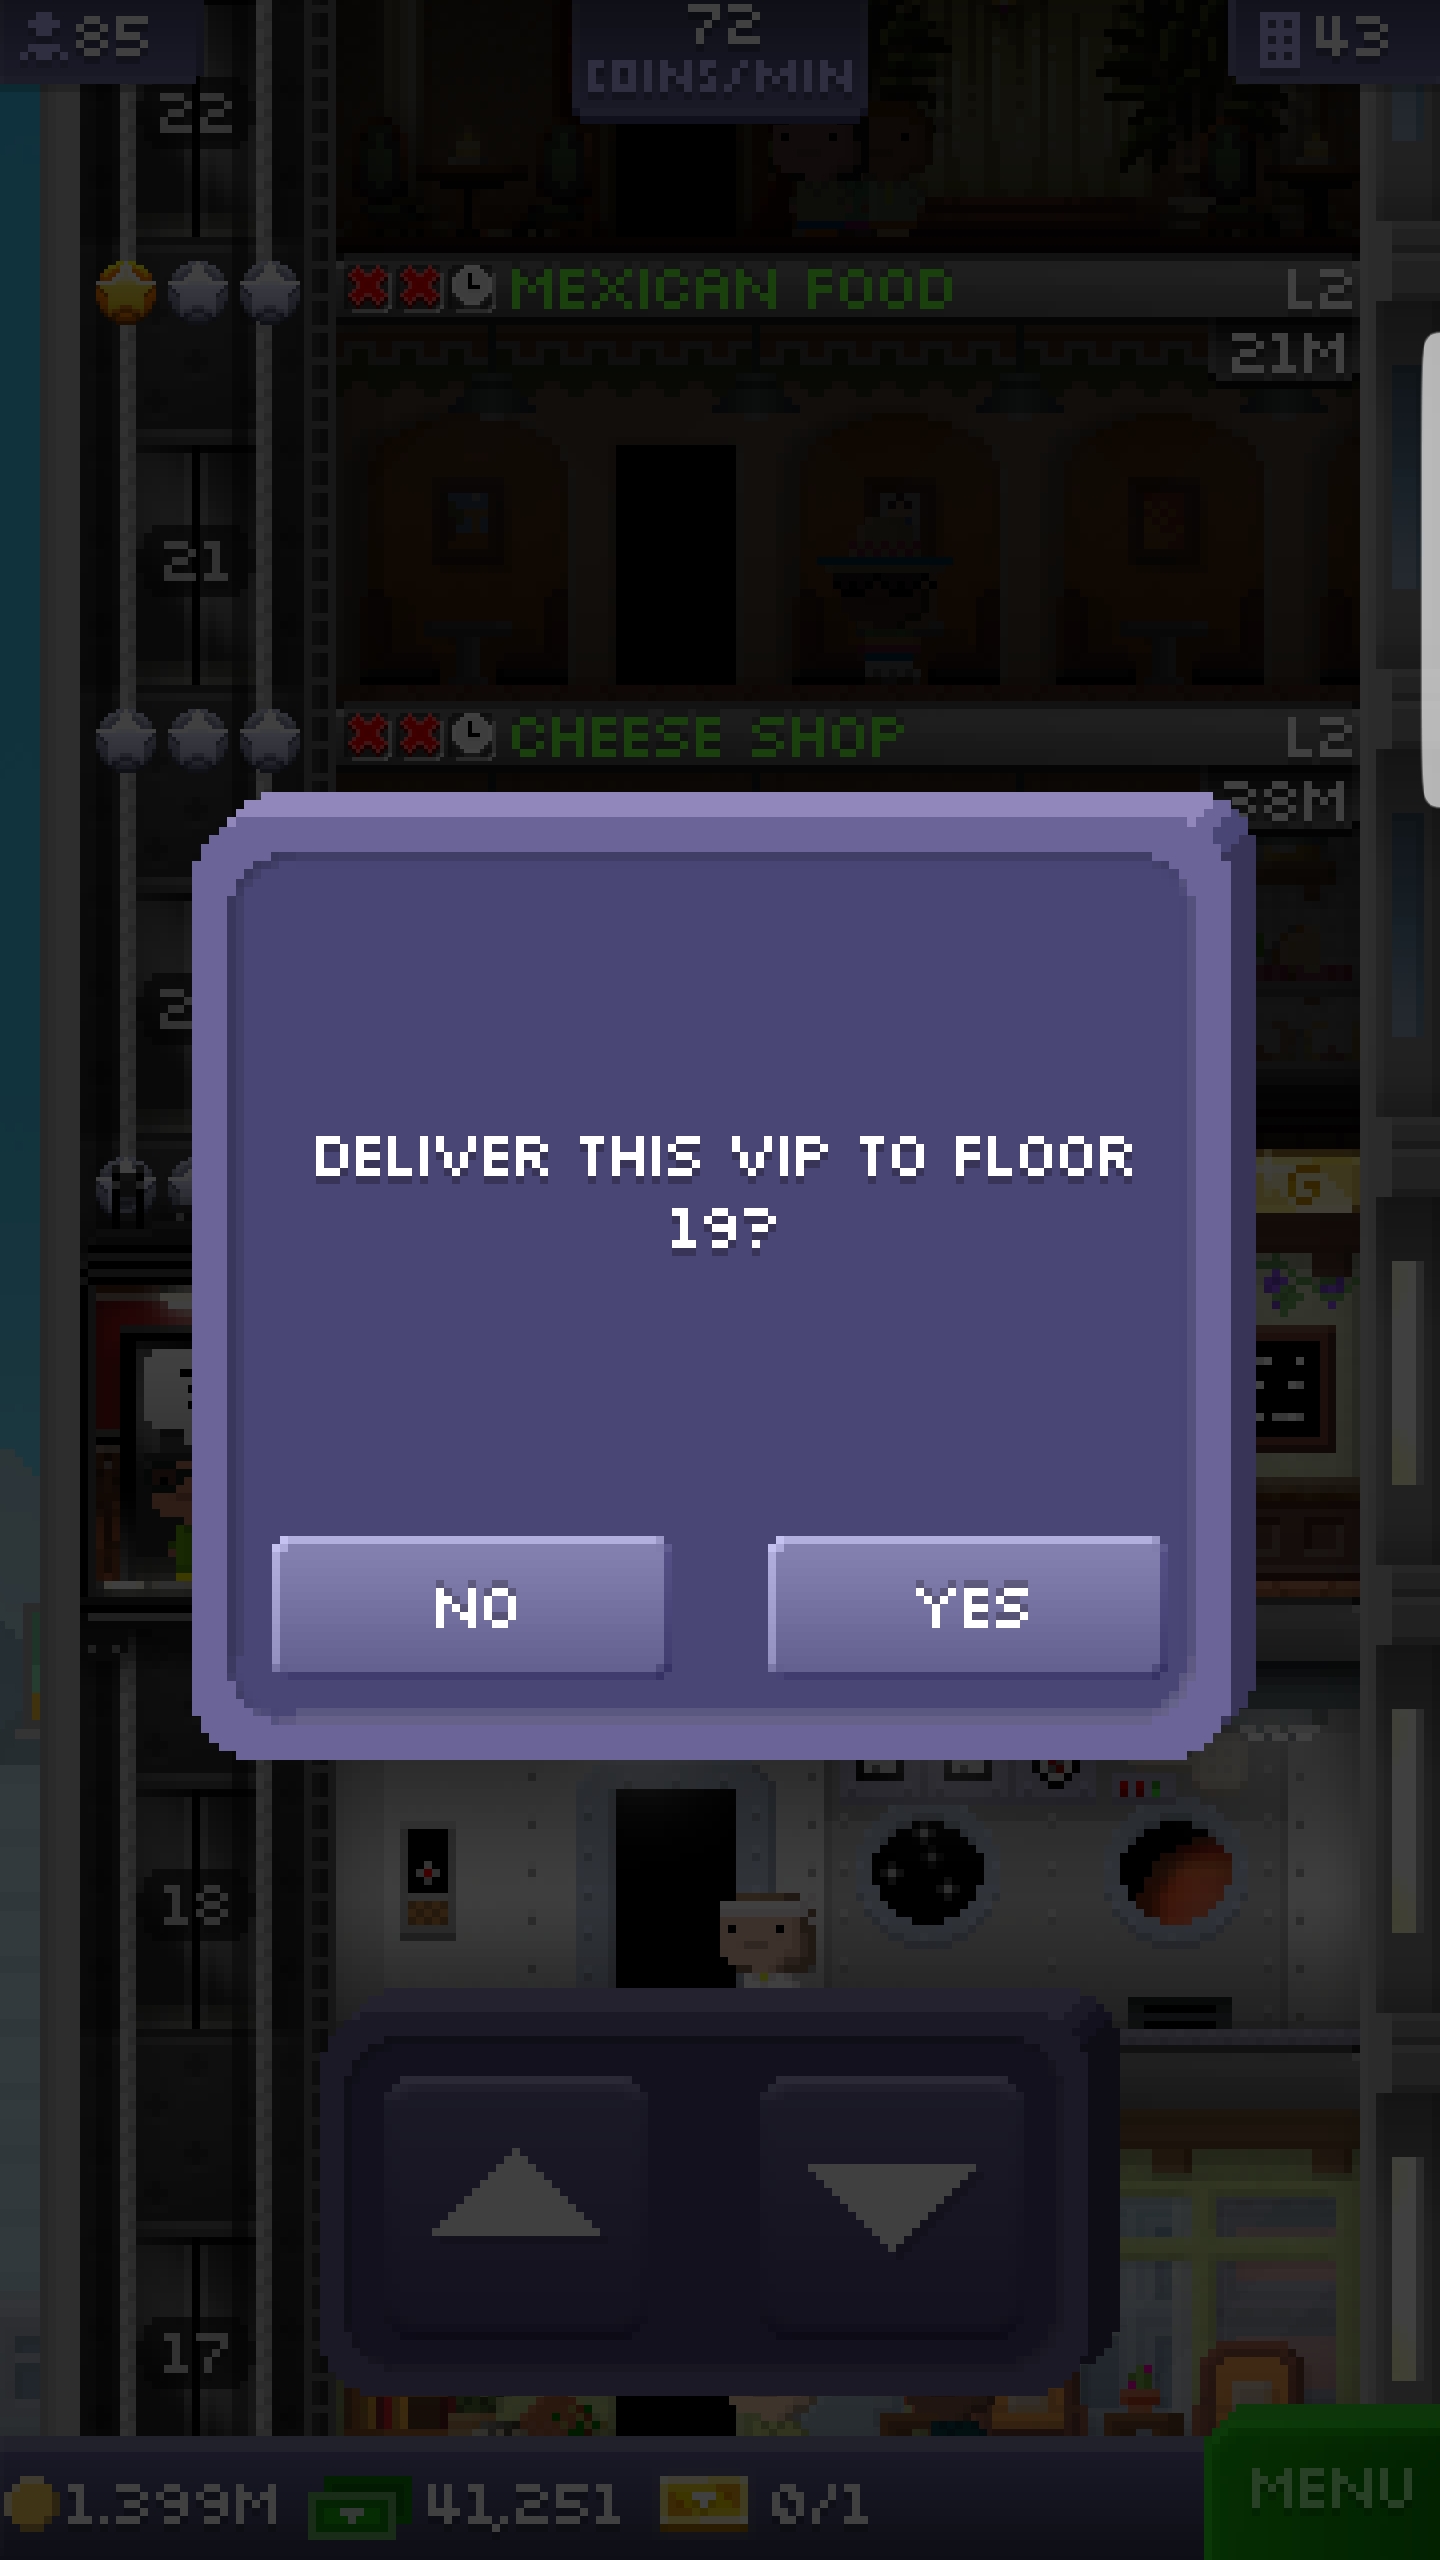 85
72
COINS/MIN
43
22
MEXICAN FOOD
L2
21M
21
CHEESE SHOP
L2
38M
DELIVER THIS VIP TO FLOOR
19?
G
NO
YES
18
17
1.399M
41,251
0/1
MENU